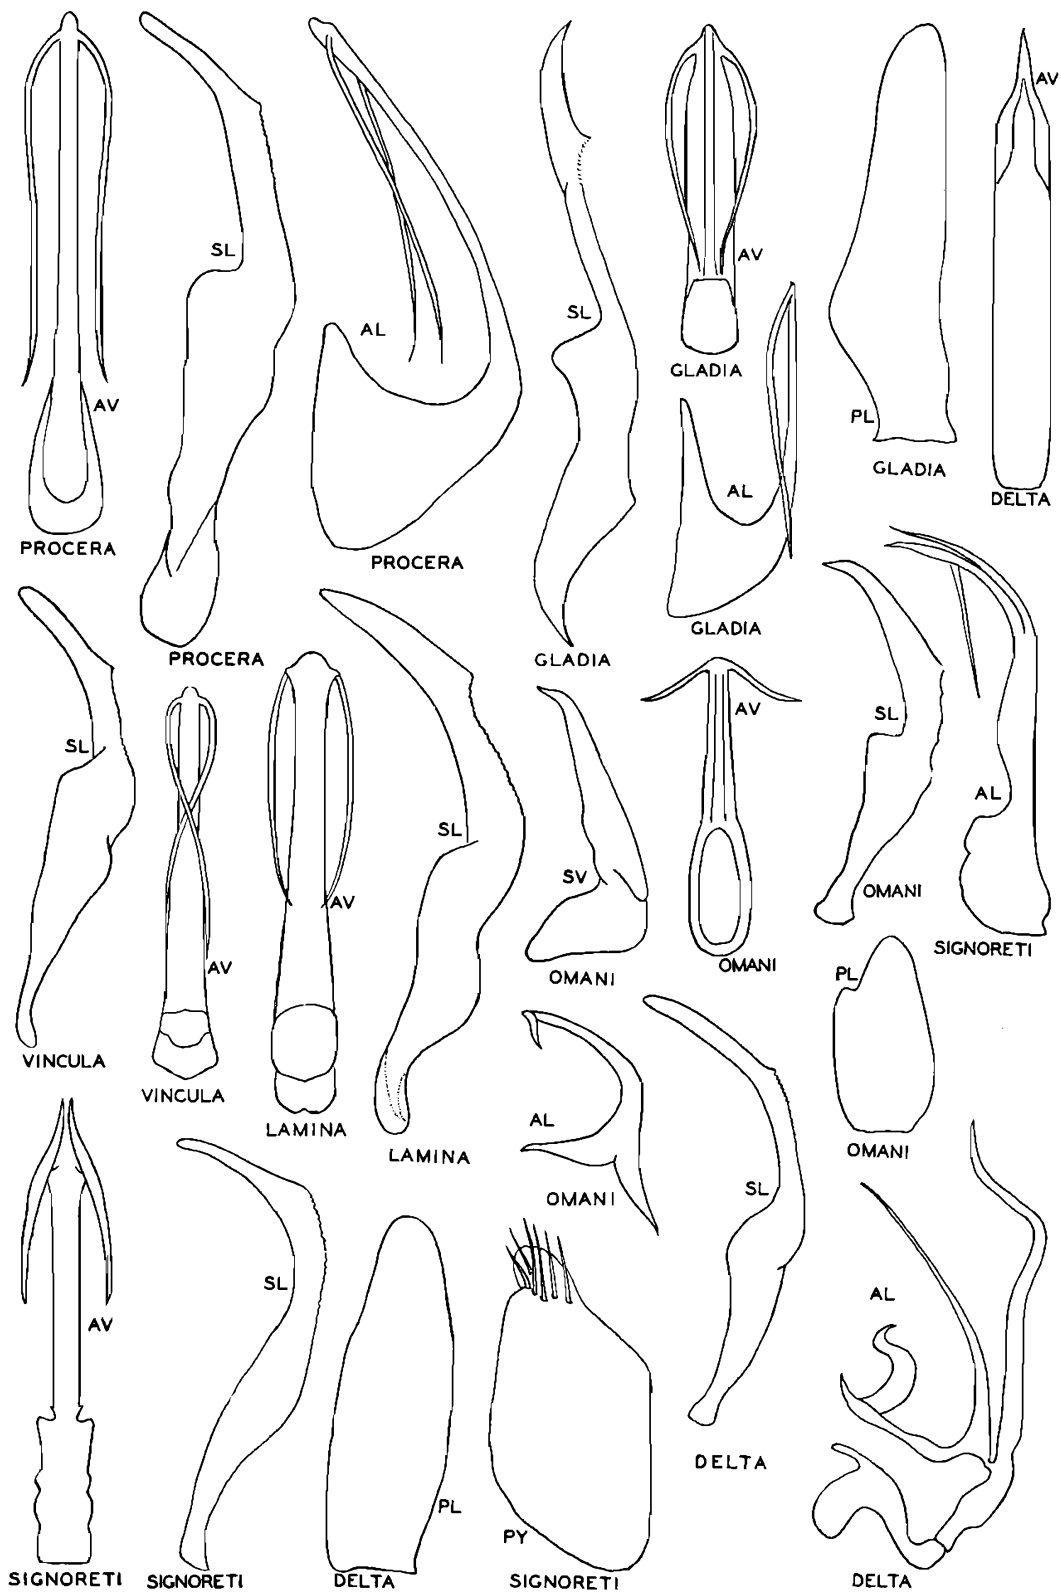 AV
PROCERA
SL
PROCERA
AL
PROCERA
SL
GLADIA
AV
GLADIA
AL
GLADIA
PL
GLADIA
AV
DELTA
SL
VINCULA
AV
VINCULA
AV
LAMINA
SL
LAMINA
SV
OMANI
AV
OMANI
SL
OMANI
AL
SIGNORETI
AL
OMANI
PL
OMANI
AV
SIGNORETI
SL
SIGNORETI
PL
DELTA
PY
SIGNORETI
SL
DELTA
AL
DELTA